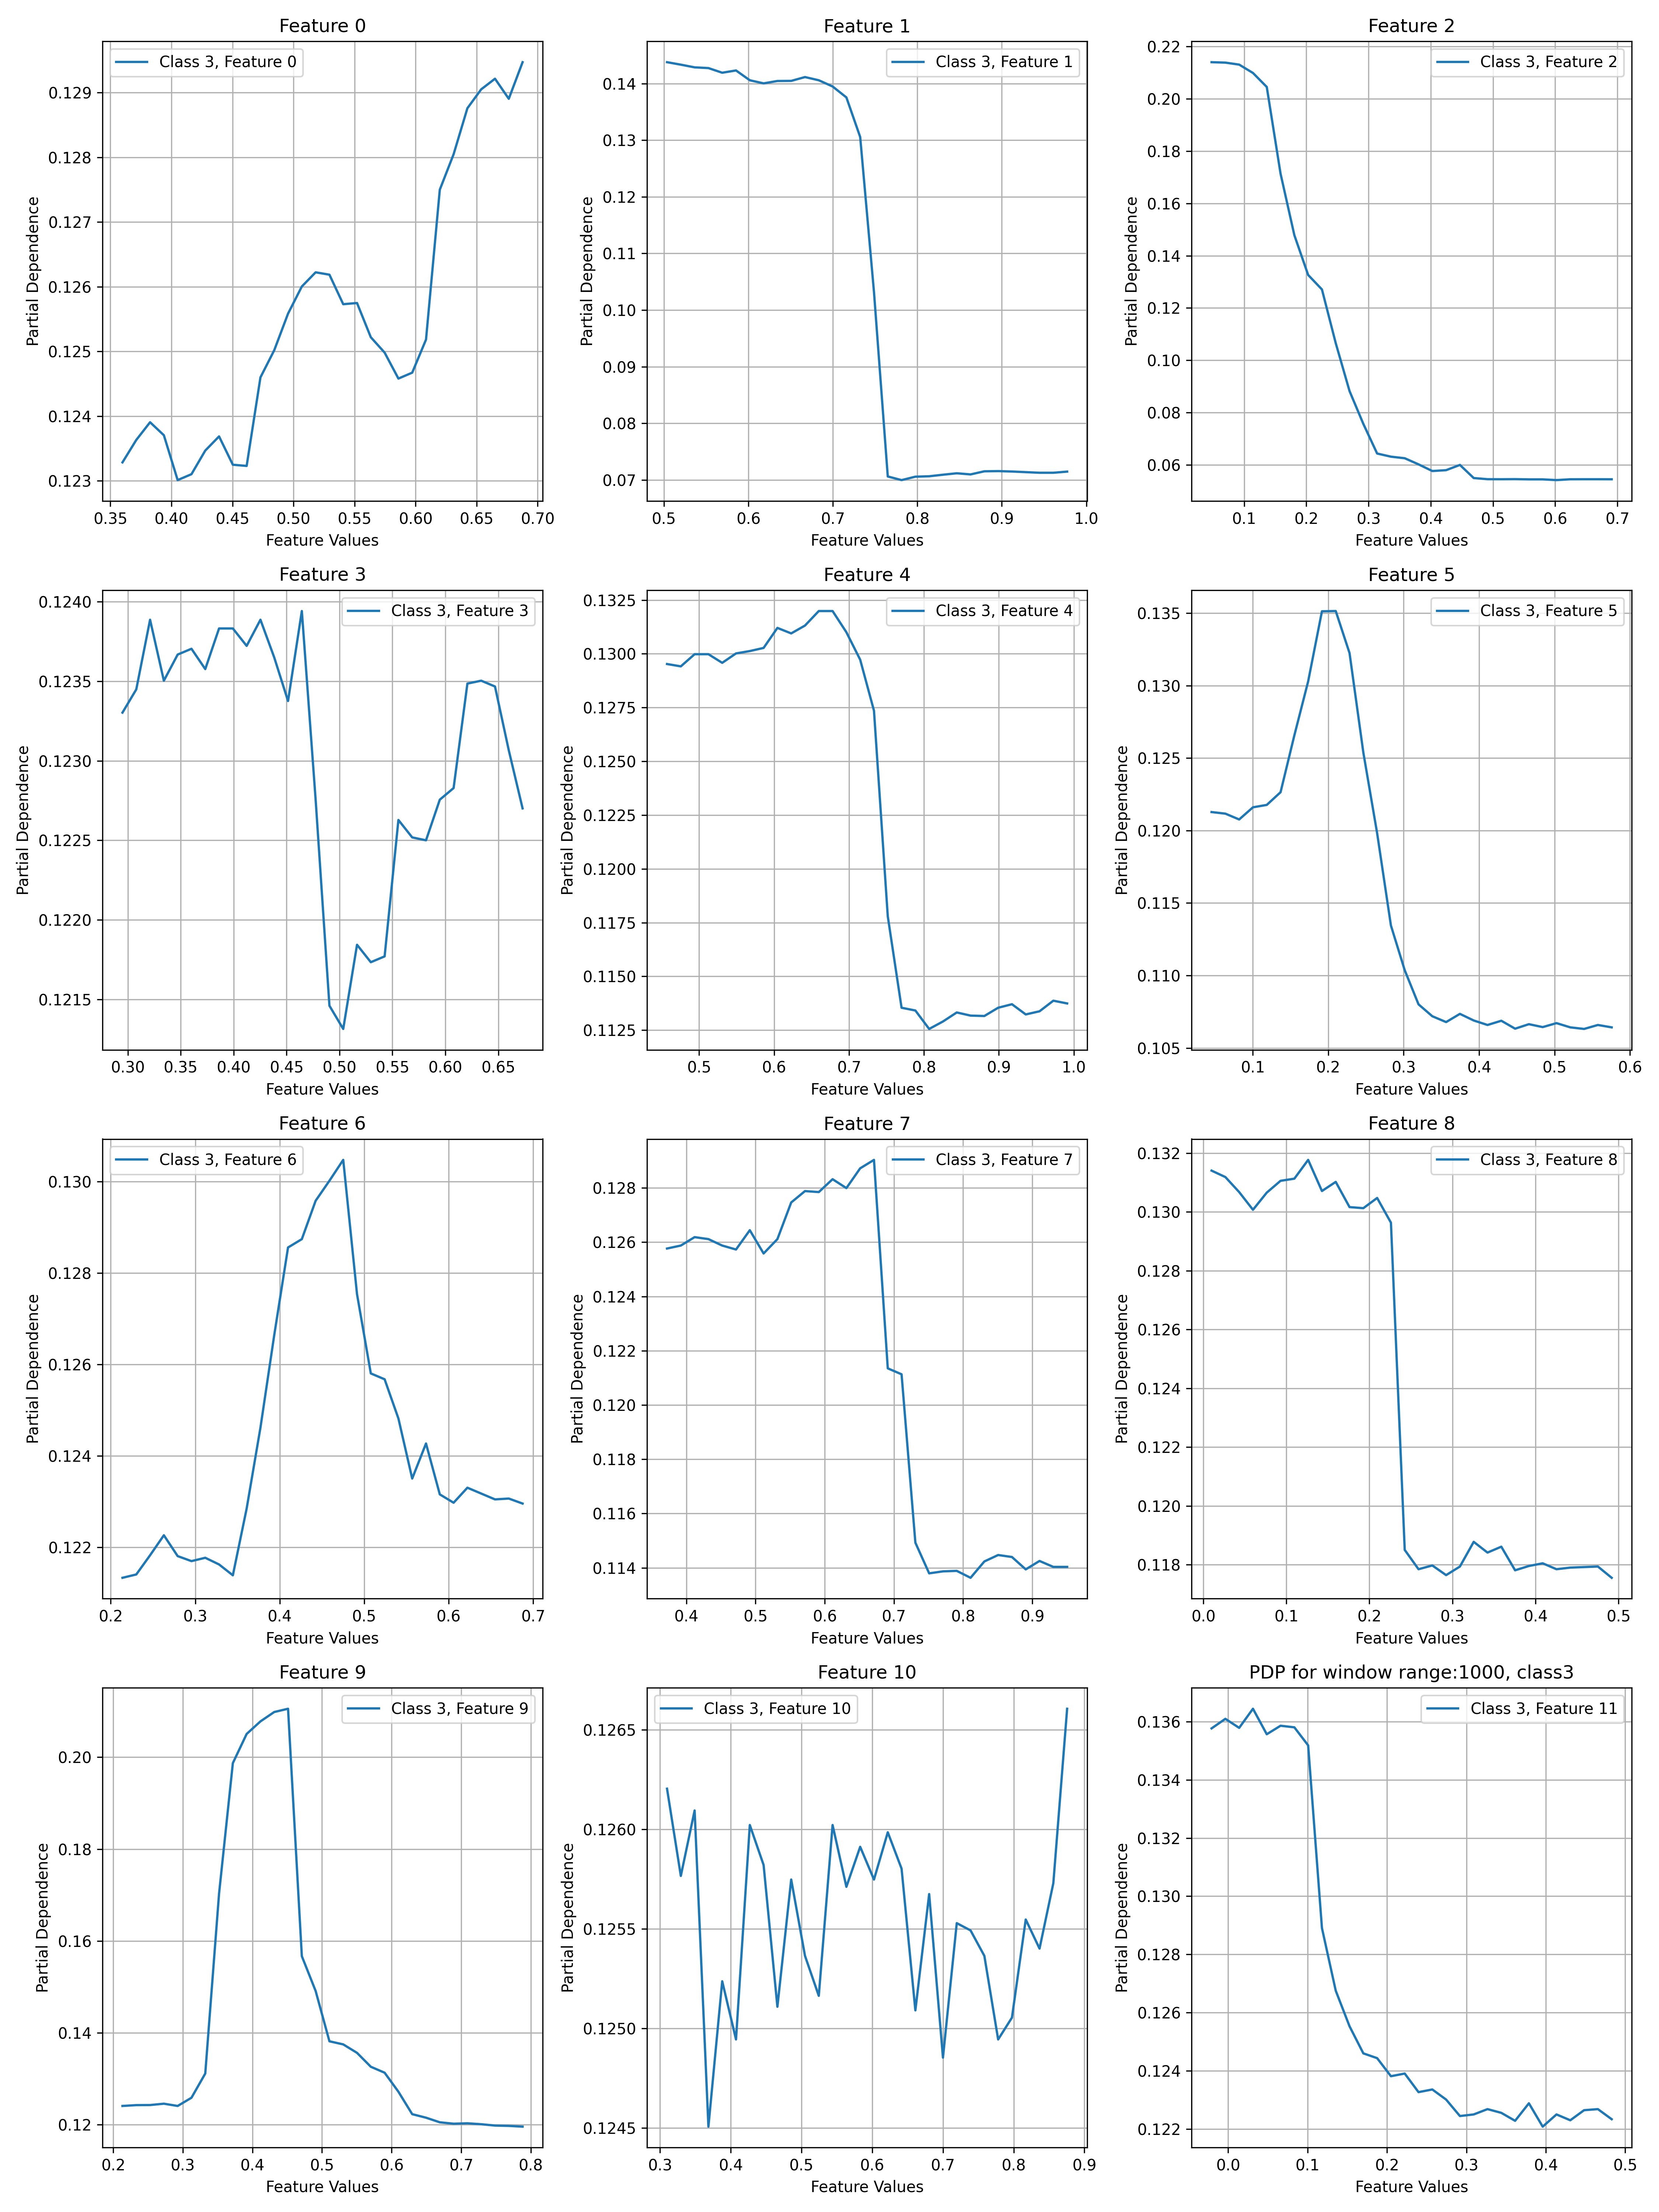 Feature 0
Class 3, Feature 0
Partial Dependence
0.129
0.128
0.127
0.126
0.125
0.124
0.123
0.35 0.40 0.45 0.50 0.55 0.60 0.65 0.70
Feature Values
Feature 1
Class 3, Feature 1
Partial Dependence
0.14
0.13
0.12
0.11
0.10
0.09
0.08
0.07
0.5 0.6 0.7 0.8 0.9 1.0
Feature Values
Feature 2
Class 3, Feature 2
Partial Dependence
0.22
0.20
0.18
0.16
0.14
0.12
0.10
0.08
0.06
0.1 0.2 0.3 0.4 0.5 0.6 0.7
Feature Values
Feature 3
Class 3, Feature 3
Partial Dependence
0.1240
0.1235
0.1230
0.1225
0.1220
0.1215
0.30 0.35 0.40 0.45 0.50 0.55 0.60 0.65
Feature Values
Feature 4
Class 3, Feature 4
Partial Dependence
0.1325
0.1300
0.1275
0.1250
0.1225
0.1200
0.1175
0.1150
0.1125
0.5 0.6 0.7 0.8 0.9 1.0
Feature Values
Feature 5
Class 3, Feature 5
Partial Dependence
0.135
0.130
0.125
0.120
0.115
0.110
0.105
0.1 0.2 0.3 0.4 0.5 0.6
Feature Values
Feature 6
Class 3, Feature 6
Partial Dependence
0.130
0.128
0.126
0.124
0.122
0.2 0.3 0.4 0.5 0.6 0.7
Feature Values
Feature 7
Class 3, Feature 7
Partial Dependence
0.128
0.126
0.124
0.122
0.120
0.118
0.116
0.114
0.4 0.5 0.6 0.7 0.8 0.9
Feature Values
Feature 8
Class 3, Feature 8
Partial Dependence
0.132
0.130
0.128
0.126
0.124
0.122
0.120
0.118
0.0 0.1 0.2 0.3 0.4 0.5
Feature Values
Feature 9
Class 3, Feature 9
Partial Dependence
0.20
0.18
0.16
0.14
0.12
0.2 0.3 0.4 0.5 0.6 0.7 0.8
Feature Values
Feature 10
Class 3, Feature 10
Partial Dependence
0.1265
0.1260
0.1255
0.1250
0.1245
0.3 0.4 0.5 0.6 0.7 0.8 0.9
Feature Values
PDP for window range:1000, class3
Class 3, Feature 11
Partial Dependence
0.136
0.134
0.132
0.130
0.128
0.126
0.124
0.122
0.0 0.1 0.2 0.3 0.4 0.5
Feature Values